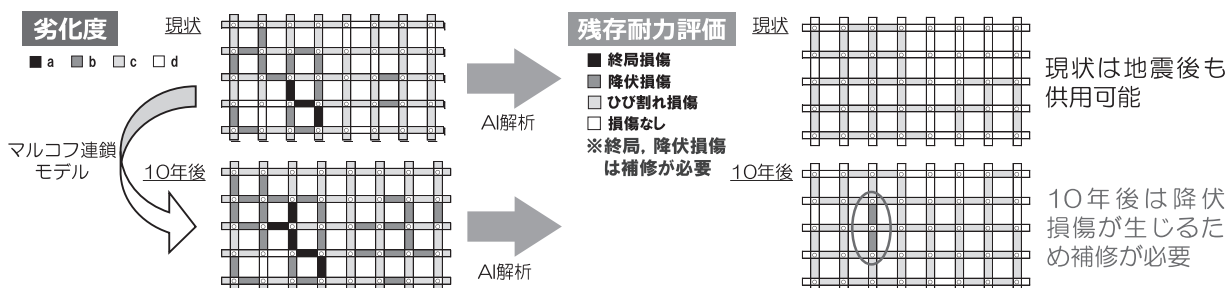 劣化度
現状
■a ■b □c □d
マルコフ連鎖
モデル
10年後
AI解析
AI解析
残存耐力評価
■終局損傷
■降伏損傷
□ひび割れ損傷
□損傷なし
※終局，降伏損傷
は補修が必要
現状
10年後
現状は地震後も
供用可能
10年後は降伏
損傷が生じるた
め補修が必要